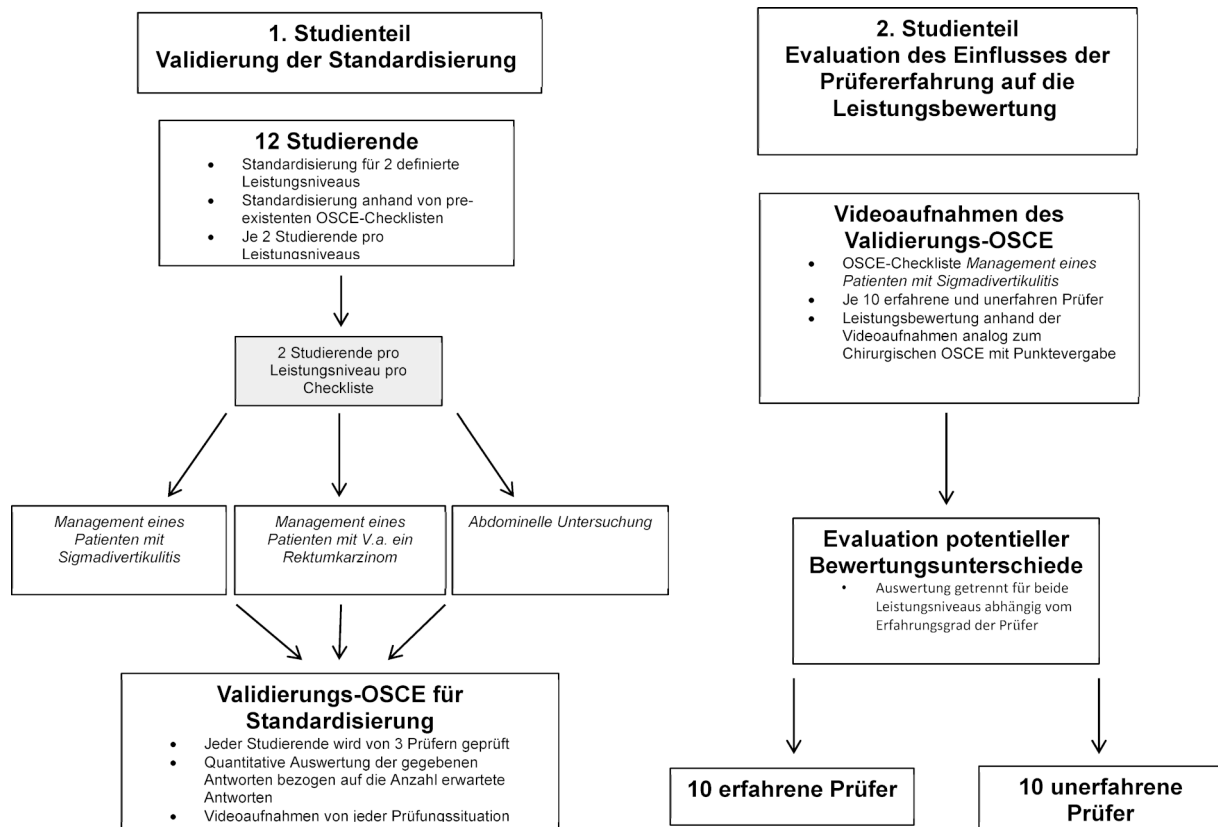 1. Studienteil
Validierung der Standardisierung
12 Studierende
• Standardisierung für 2 definierte
Leistungsniveaus
• Standardisierung anhand von pre-
existenten OSCE-Checklisten
• Je 2 Studierende pro
Leistungsniveaus
2 Studierende pro
Leistungsniveau pro
Checkliste
Management eines
Patienten mit
Sigmadivertikulitis
Management eines
Patienten mit V.a. ein
Rektumkarzinom
Abdominelle Untersuchung
Validierungs-OSCE für
Standardisierung
• Jeder Studierende wird von 3 Prüfern geprüft
• Quantitative Auswertung der gegebenen
Antworten bezogen auf die Anzahl erwartete
Antworten
• Videoaufnahmen von jeder Prüfungssituation
2. Studienteil
Evaluation des Einflusses der
Prüfererfahrung auf die
Leistungsbewertung
Videoaufnahmen des
Validierungs-OSCE
• OSCE-Checkliste Management eines
Patienten mit Sigmadivertikulitis
• Je 10 erfahrene und unerfahren Prüfer
• Leistungsbewertung anhand der
Videoaufnahmen analog zum
Chirurgischen OSCE mit Punktevergabe
Evaluation potentieller
Bewertungsunterschiede
• Auswertung getrennt für beide
Leistungsniveaus abhängig vom
Erfahrungsgrad der Prüfer
10 erfahrene Prüfer
10 unerfahrene
Prüfer